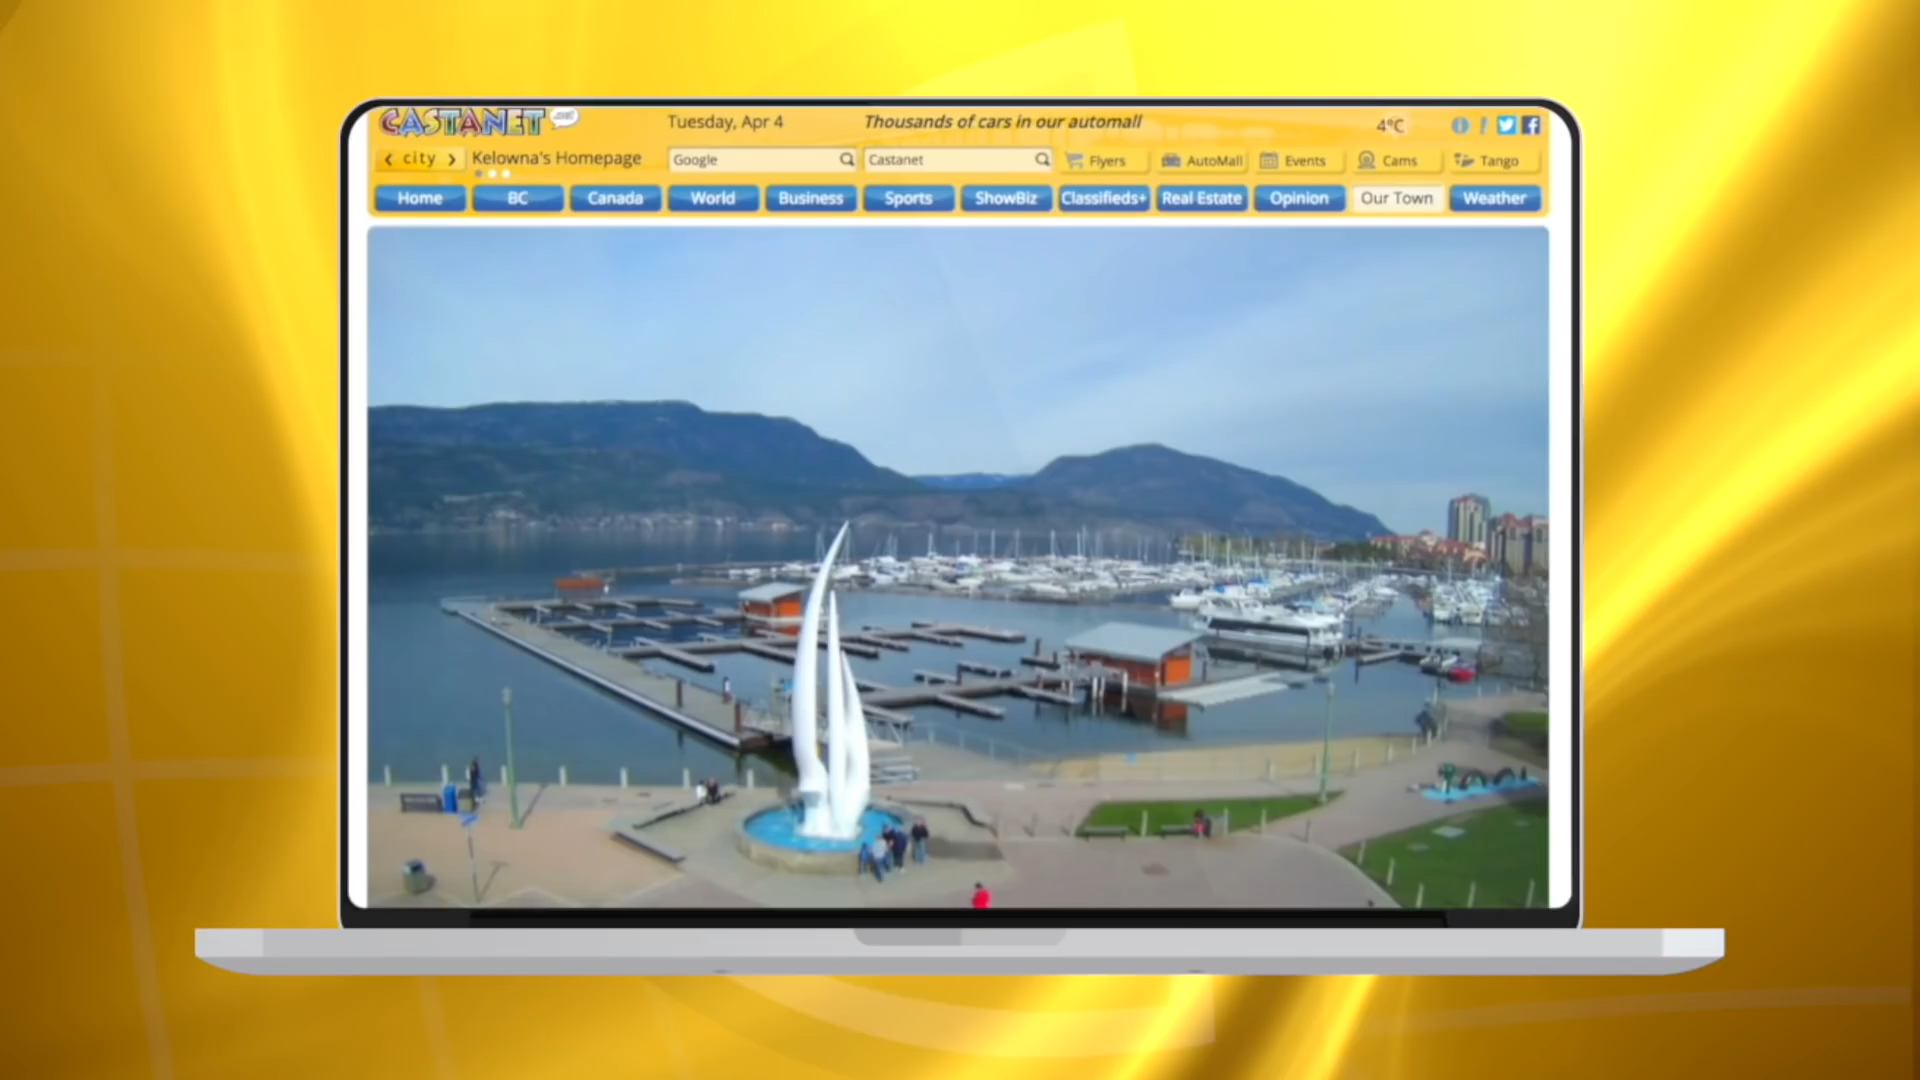 CASTANET Tuesday, Apr 4 Thousands of cars in our automall 4°C
< city > Kelowna's Homepage Google Castanet Flyers AutoMall Events Cams Tango
Home BC Canada World Business Sports ShowBiz Classifieds+ Real Estate Opinion Our Town Weather